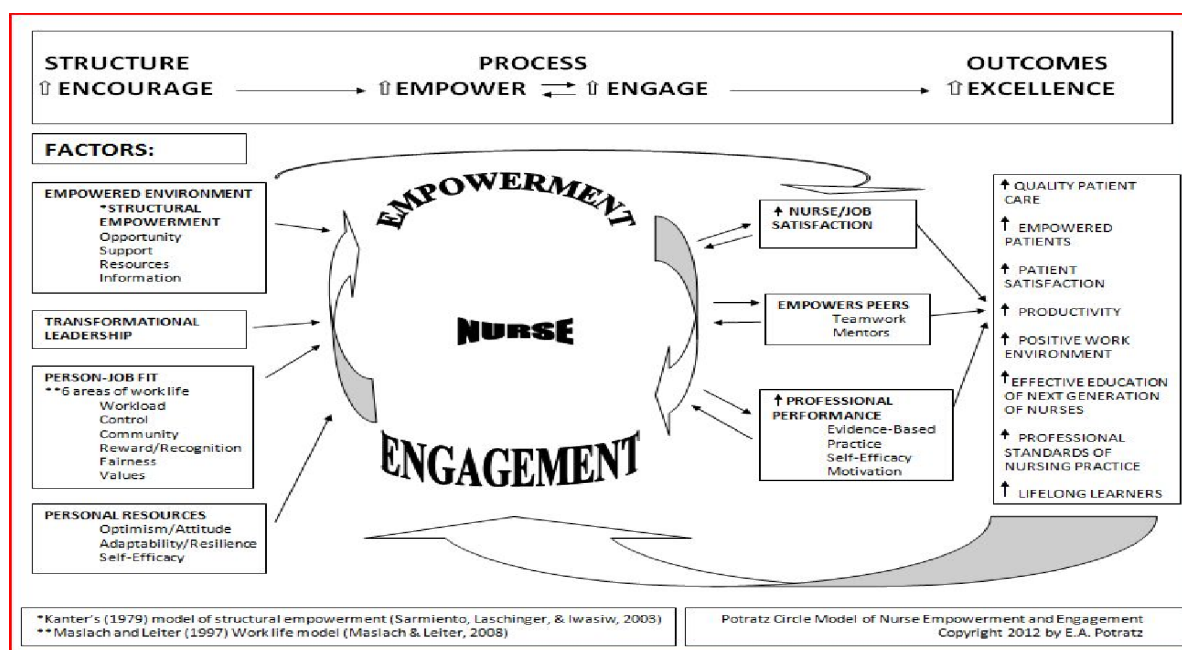 STRUCTURE PROCESS OUTCOMES
⇧ ENCOURAGE ⇧ EMPOWER ⇧ ENGAGE ⇧ EXCELLENCE
FACTORS:
EMPOWERED ENVIRONMENT
*STRUCTURAL
EMPOWERMENT
Opportunity
Support
Resources
Information
TRANSFORMATIONAL
LEADERSHIP
PERSON-JOB FIT
**6 areas of work life
Workload
Control
Community
Reward/Recognition
Fairness
Values
PERSONAL RESOURCES
Optimism/Attitude
Adaptability/Resilience
Self-Efficacy
EMPOWERMENT
NURSE
ENGAGEMENT
↑ NURSE/JOB
SATISFACTION
EMPOWERS PEERS
Teamwork
Mentors
↑ PROFESSIONAL
PERFORMANCE
Evidence-Based
Practice
Self-Efficacy
Motivation
↑ QUALITY PATIENT
CARE
↑ EMPOWERED
PATIENTS
↑ PATIENT
SATISFACTION
↑ PRODUCTIVITY
↑ POSITIVE WORK
ENVIRONMENT
↑ EFFECTIVE EDUCATION
OF NEXT GENERATION
OF NURSES
↑ PROFESSIONAL
STANDARDS OF
NURSING PRACTICE
↑ LIFELONG LEARNERS
*Kanter's (1979) model of structural empowerment (Sarmiento, Laschinger, & Iwasiw, 2003)
**Maslach and Leiter (1997) Work life model (Maslach & Leiter, 2008)
Potratz Circle Model of Nurse Empowerment and Engagement
Copyright 2012 by E.A. Potratz